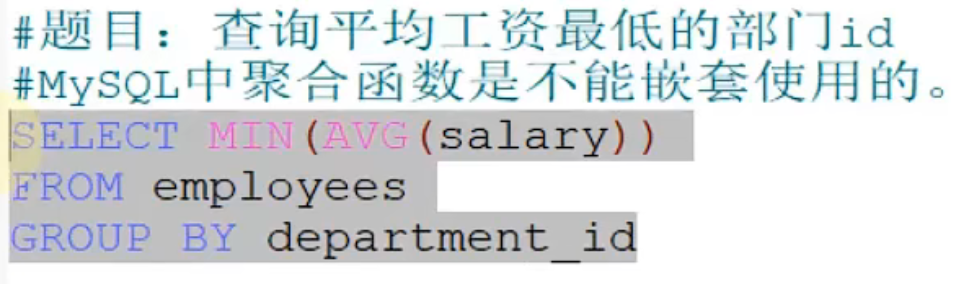 #题目：查询平均工资最低的部门id
#MySQL中聚合函数是不能嵌套使用的。
SELECT MIN(AVG(salary))
FROM employees
GROUP BY department_id